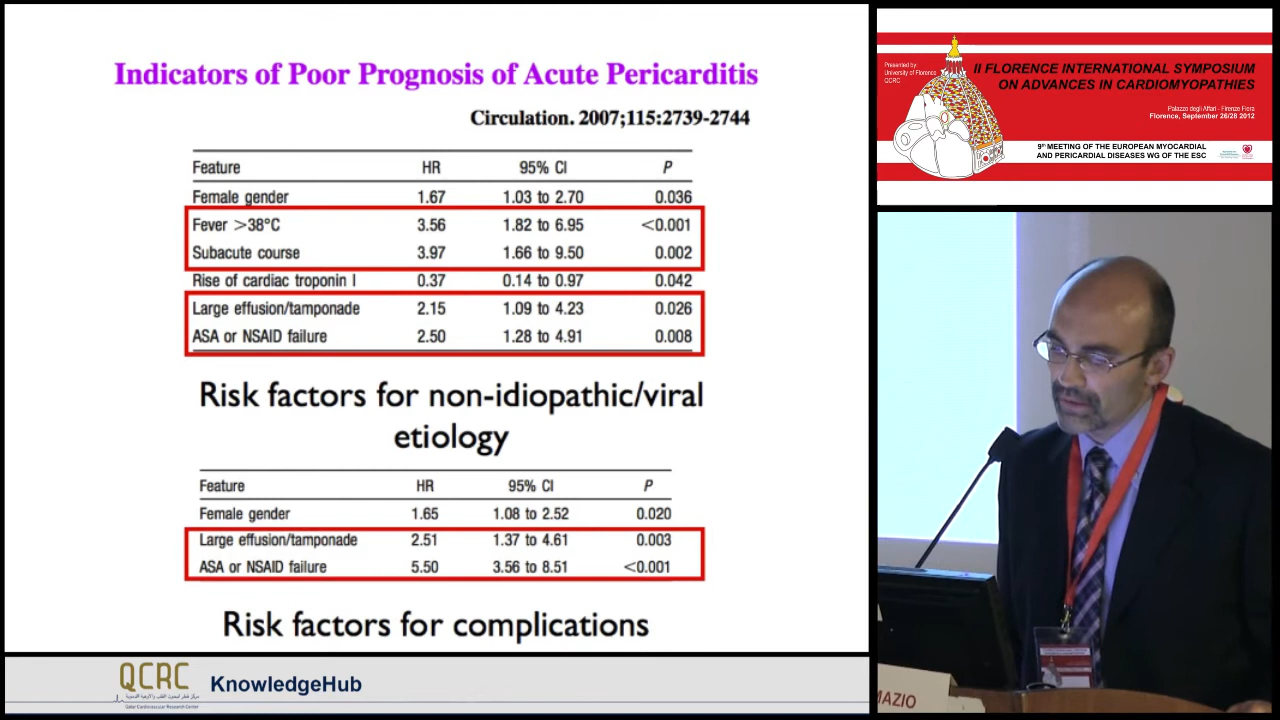 Indicators of Poor Prognosis of Acute Pericarditis
Circulation. 2007;115:2739-2744
Feature HR 95% CI P
Female gender 1.67 1.03 to 2.70 0.036
Fever >38°C 3.56 1.82 to 6.95 <0.001
Subacute course 3.97 1.66 to 9.50 0.002
Rise of cardiac troponin I 0.37 0.14 to 0.97 0.042
Large effusion/tamponade 2.15 1.09 to 4.23 0.026
ASA or NSAID failure 2.50 1.28 to 4.91 0.008
Risk factors for non-idiopathic/viral
etiology
Feature HR 95% CI P
Female gender 1.65 1.08 to 2.52 0.020
Large effusion/tamponade 2.51 1.37 to 4.61 0.003
ASA or NSAID failure 5.50 3.56 to 8.51 <0.001
Risk factors for complications
QCRC
Qatar Cardiovascular Research Center
KnowledgeHub
Presented by:
University of Florence
QCRC
II FLORENCE INTERNATIONAL SYMPOSIUM
ON ADVANCES IN CARDIOMYOPATHIES
Palazzo degli Affari - Firenze Fiera
Florence, September 26/28 2012
9th MEETING OF THE EUROPEAN MYOCARDIAL
AND PERICARDIAL DISEASES WG OF THE ESC
MAZIO